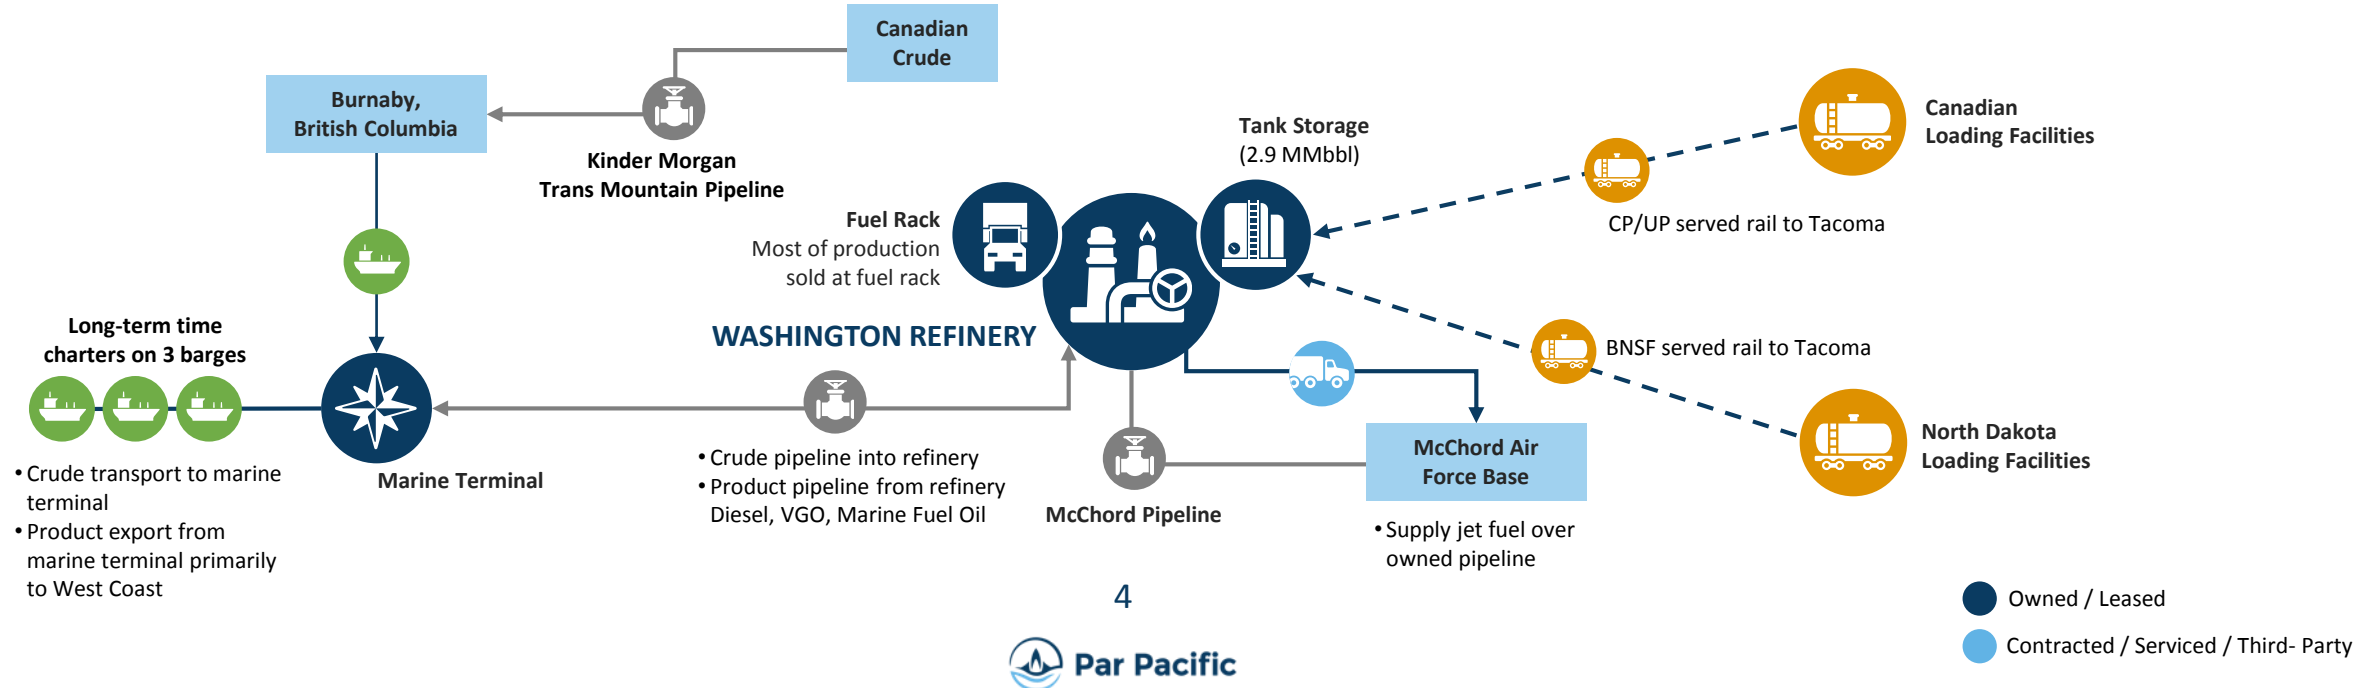 Canadian
Crude
Burnaby,
British Columbia
Kinder Morgan
Trans Mountain Pipeline
Tank Storage
(2.9 MMbbl)
Canadian
Loading Facilities
CP/UP served rail to Tacoma
Fuel Rack
Most of production
sold at fuel rack
WASHINGTON REFINERY
BNSF served rail to Tacoma
Long-term time
charters on 3 barges
• Crude transport to marine
terminal
• Product export from
marine terminal primarily
to West Coast
Marine Terminal
• Crude pipeline into refinery
• Product pipeline from refinery
Diesel, VGO, Marine Fuel Oil
McChord Pipeline
McChord Air
Force Base
• Supply jet fuel over
owned pipeline
North Dakota
Loading Facilities
4
Par Pacific
Owned / Leased
Contracted / Serviced / Third- Party